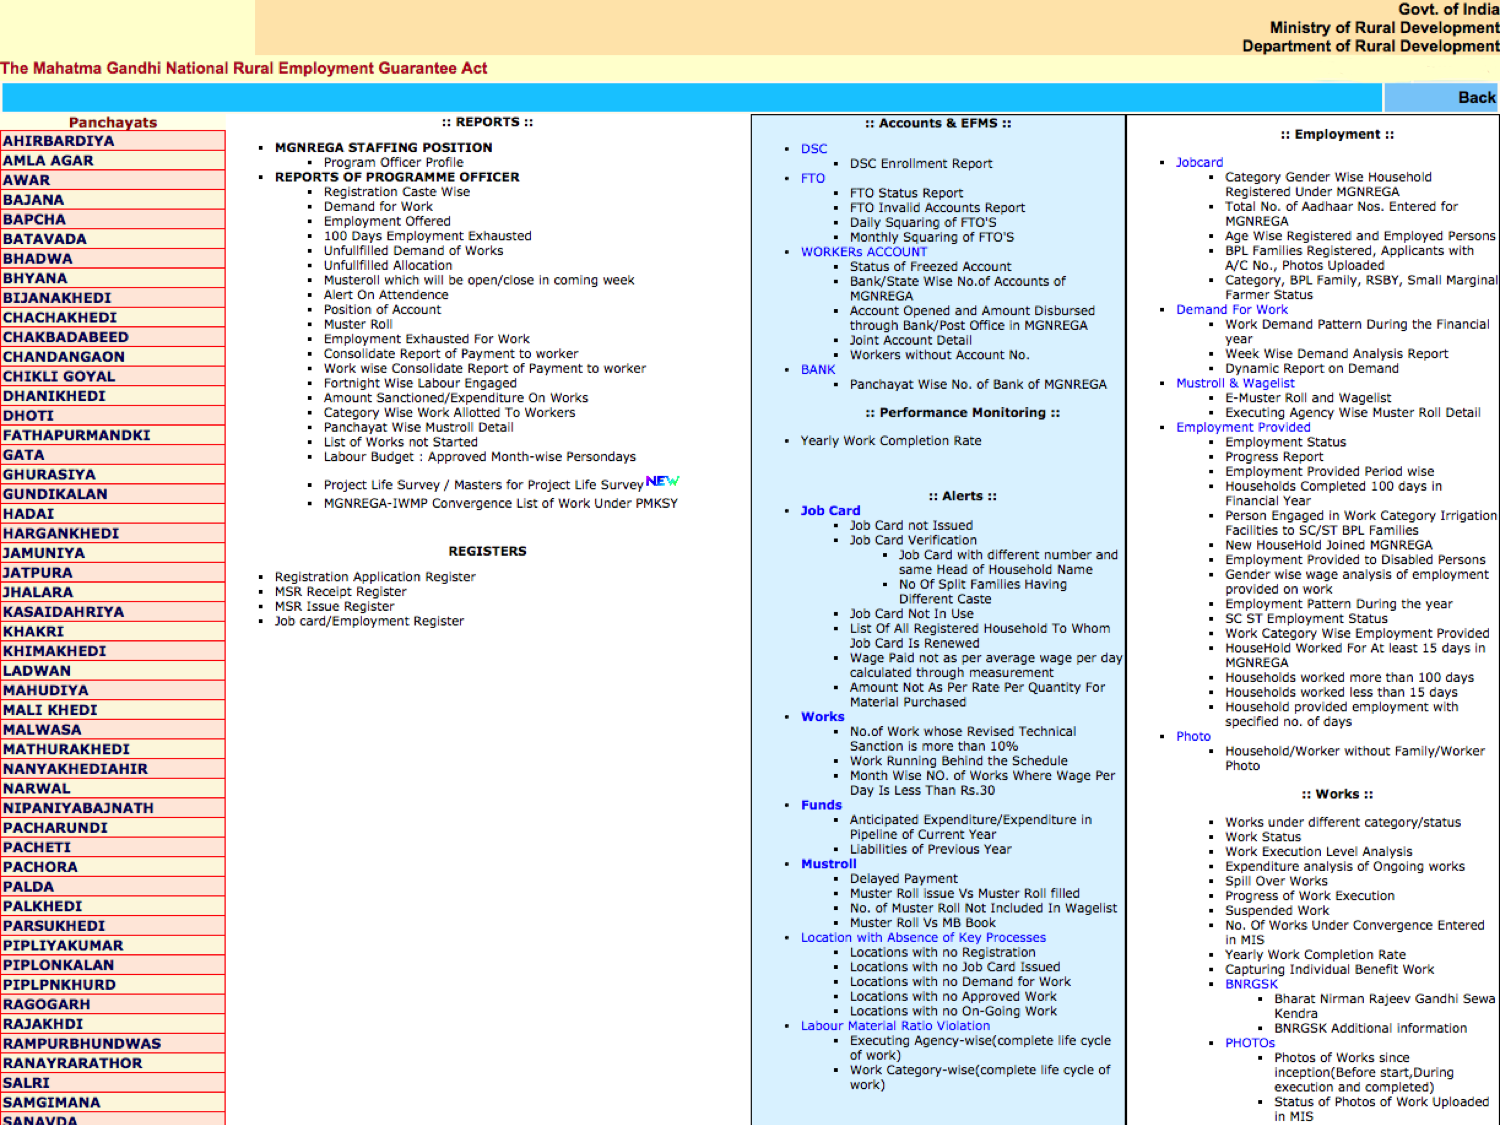 Govt. of India
Ministry of Rural Development
Department of Rural Development
The Mahatma Gandhi National Rural Employment Guarantee Act
Back
Panchayats
AHIRBARDIYA
AMLA AGAR
AWAR
BAJANA
BAPCHA
BATAVADA
BHADWA
BHYANA
BIJANAKHEDI
CHACHAKHEDI
CHAKBADABEED
CHANDANGAON
CHIKLI GOYAL
DHANIKHEDI
DHOTI
FATHAPURMANDKI
GATA
GHURASIYA
GUNDIKALAN
HADAI
HARGANKHEDI
JAMUNIYA
JATPURA
JHALARA
KASAIDAHRIYA
KHAKRI
KHIMAKHEDI
LADWAN
MAHUDIYA
MALI KHEDI
MALWASA
MATHURAKHEDI
NANYAKHEDIAHIR
NARWAL
NIPANIYABAJNATH
PACHARUNDI
PACHETI
PACHORA
PALDA
PALKHEDI
PARSUKHEDI
PIPLIYAKUMAR
PIPLONKALAN
PIPLPNKHURD
RAGOGARH
RAJAKHDI
RAMPURBHUNDWAS
RANAYRARATHOR
SALRI
SAMGIMANA
SANAVDA
:: REPORTS ::
MGNREGA STAFFING POSITION
Program Officer Profile
REPORTS OF PROGRAMME OFFICER
Registration Caste Wise
Demand for Work
Employment Offered
100 Days Employment Exhausted
Unfullfilled Demand of Works
Unfullfilled Allocation
Musteroll which will be open/close in coming week
Alert On Attendence
Position of Account
Muster Roll
Employment Exhausted For Work
Consolidate Report of Payment to worker
Work wise Consolidate Report of Payment to worker
Fortnight Wise Labour Engaged
Amount Sanctioned/Expenditure On Works
Category Wise Work Allotted To Workers
Panchayat Wise Mustroll Detail
List of Works not Started
Labour Budget : Approved Month-wise Persondays
Project Life Survey / Masters for Project Life Survey NEW
MGNREGA-IWMP Convergence List of Work Under PMKSY
REGISTERS
Registration Application Register
MSR Receipt Register
MSR Issue Register
Job card/Employment Register
:: Accounts & EFMS ::
DSC
DSC Enrollment Report
FTO
FTO Status Report
FTO Invalid Accounts Report
Daily Squaring of FTO'S
Monthly Squaring of FTO'S
WORKERs ACCOUNT
Status of Freezed Account
Bank/State Wise No.of Accounts of
MGNREGA
Account Opened and Amount Disbursed
through Bank/Post Office in MGNREGA
Joint Account Detail
Workers without Account No.
BANK
Panchayat Wise No. of Bank of MGNREGA
:: Performance Monitoring ::
Yearly Work Completion Rate
:: Alerts ::
Job Card
Job Card not Issued
Job Card Verification
Job Card with different number and
same Head of Household Name
No Of Split Families Having
Different Caste
Job Card Not In Use
List Of All Registered Household To Whom
Job Card Is Renewed
Wage Paid not as per average wage per day
calculated through measurement
Amount Not As Per Rate Per Quantity For
Material Purchased
Works
No.of Work whose Revised Technical
Sanction is more than 10%
Work Running Behind the Schedule
Month Wise NO. of Works Where Wage Per
Day Is Less Than Rs.30
Funds
Anticipated Expenditure/Expenditure in
Pipeline of Current Year
Liabilities of Previous Year
Mustroll
Delayed Payment
Muster Roll issue Vs Muster Roll filled
No. of Muster Roll Not Included In Wagelist
Muster Roll Vs MB Book
Location with Absence of Key Processes
Locations with no Registration
Locations with no Job Card Issued
Locations with no Demand for Work
Locations with no Approved Work
Locations with no On-Going Work
Labour Material Ratio Violation
Executing Agency-wise(complete life cycle
of work)
Work Category-wise(complete life cycle of
work)
:: Employment ::
Jobcard
Category Gender Wise Household
Registered Under MGNREGA
Total No. of Aadhaar Nos. Entered for
MGNREGA
Age Wise Registered and Employed Persons
BPL Families Registered, Applicants with
A/C No., Photos Uploaded
Category, BPL Family, RSBY, Small Marginal
Farmer Status
Demand For Work
Work Demand Pattern During the Financial
year
Week Wise Demand Analysis Report
Dynamic Report on Demand
Mustroll & Wagelist
E-Muster Roll and Wagelist
Executing Agency Wise Muster Roll Detail
Employment Provided
Employment Status
Progress Report
Employment Provided Period wise
Households Completed 100 days in
Financial Year
Person Engaged in Work Category Irrigation
Facilities to SC/ST BPL Families
New HouseHold Joined MGNREGA
Employment Provided to Disabled Persons
Gender wise wage analysis of employment
provided on work
Employment Pattern During the year
SC ST Employment Status
Work Category Wise Employment Provided
HouseHold Worked For At least 15 days in
MGNREGA
Households worked more than 100 days
Households worked less than 15 days
Household provided employment with
specified no. of days
Photo
Household/Worker without Family/Worker
Photo
:: Works ::
Works under different category/status
Work Status
Work Execution Level Analysis
Expenditure analysis of Ongoing works
Spill Over Works
Progress of Work Execution
Suspended Work
No. Of Works Under Convergence Entered
in MIS
Yearly Work Completion Rate
Capturing Individual Benefit Work
BNRGSK
Bharat Nirman Rajeev Gandhi Sewa
Kendra
BNRGSK Additional information
PHOTOs
Photos of Works since
inception(Before start,During
execution and completed)
Status of Photos of Work Uploaded
in MIS